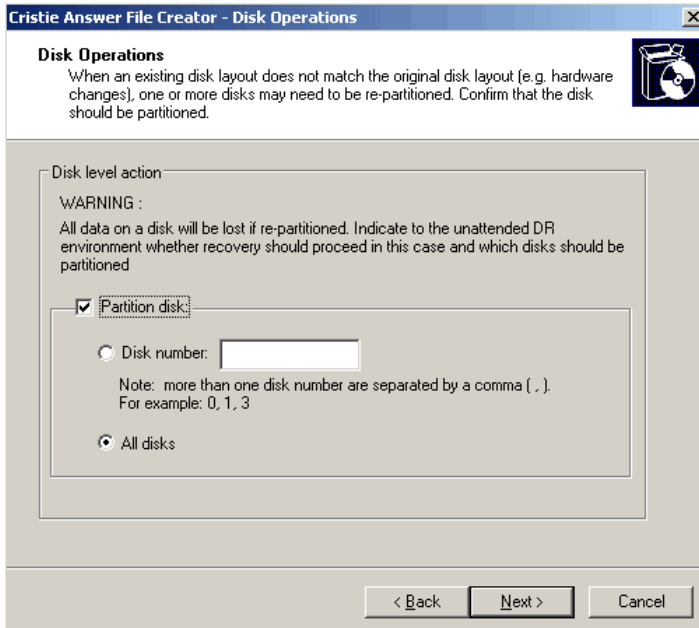 Cristie Answer File Creator - Disk Operations
Disk Operations
When an existing disk layout does not match the original disk layout (e.g. hardware
changes), one or more disks may need to be re-partitioned. Confirm that the disk
should be partitioned.
Disk level action
WARNING :
All data on a disk will be lost if re-partitioned. Indicate to the unattended DR
environment whether recovery should proceed in this case and which disks should be
partitioned
Partition disk:
Disk number:
Note: more than one disk number are separated by a comma ( , ).
For example: 0, 1, 3
All disks
< Back
Next >
Cancel